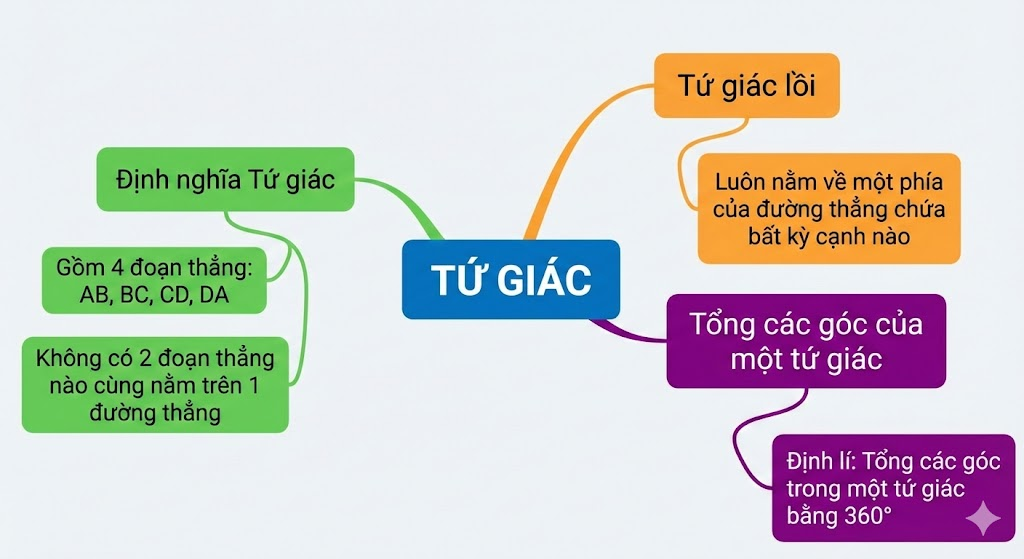 TỨ GIÁC
Định nghĩa Tứ giác
Gồm 4 đoạn thẳng:
AB, BC, CD, DA
Không có 2 đoạn thẳng
nào cùng nằm trên 1
đường thẳng
Tứ giác lồi
Luôn nằm về một phía
của đường thẳng chứa
bất kỳ cạnh nào
Tổng các góc của
một tứ giác
Định lí: Tổng các góc
trong một tứ giác
bằng 360°